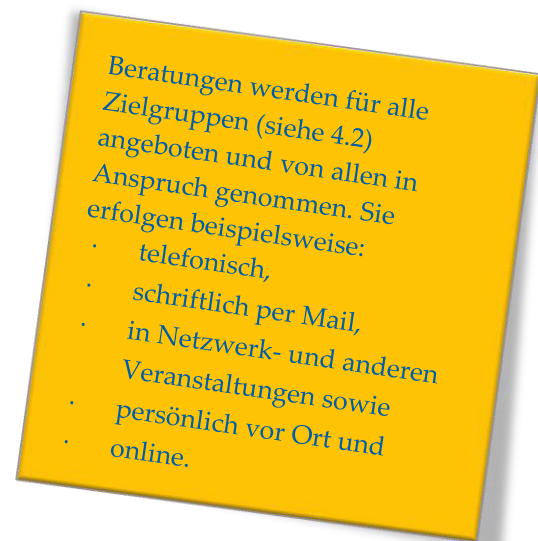 Beratungen werden für alle
Zielgruppen (siehe 4.2)
angeboten und von allen in
Anspruch genommen. Sie
erfolgen beispielsweise:
· telefonisch,
· schriftlich per Mail,
· in Netzwerk- und anderen
Veranstaltungen sowie
· persönlich vor Ort und
· online.